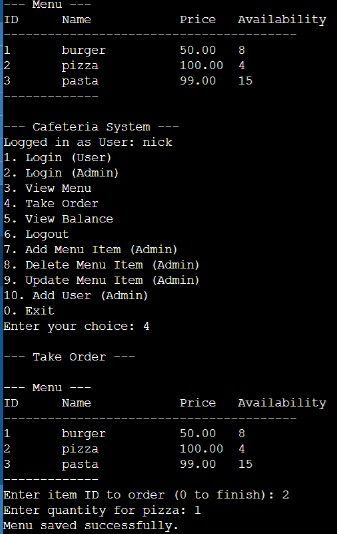 --- Menu ---
ID Name Price Availability
----------------------------------------
1 burger 50.00 8
2 pizza 100.00 4
3 pasta 99.00 15
-------------
--- Cafeteria System ---
Logged in as User: nick
1. Login (User)
2. Login (Admin)
3. View Menu
4. Take Order
5. View Balance
6. Logout
7. Add Menu Item (Admin)
8. Delete Menu Item (Admin)
9. Update Menu Item (Admin)
10. Add User (Admin)
0. Exit
Enter your choice: 4
--- Take Order ---
--- Menu ---
ID Name Price Availability
----------------------------------------
1 burger 50.00 8
2 pizza 100.00 4
3 pasta 99.00 15
-------------
Enter item ID to order (0 to finish): 2
Enter quantity for pizza: 1
Menu saved successfully.